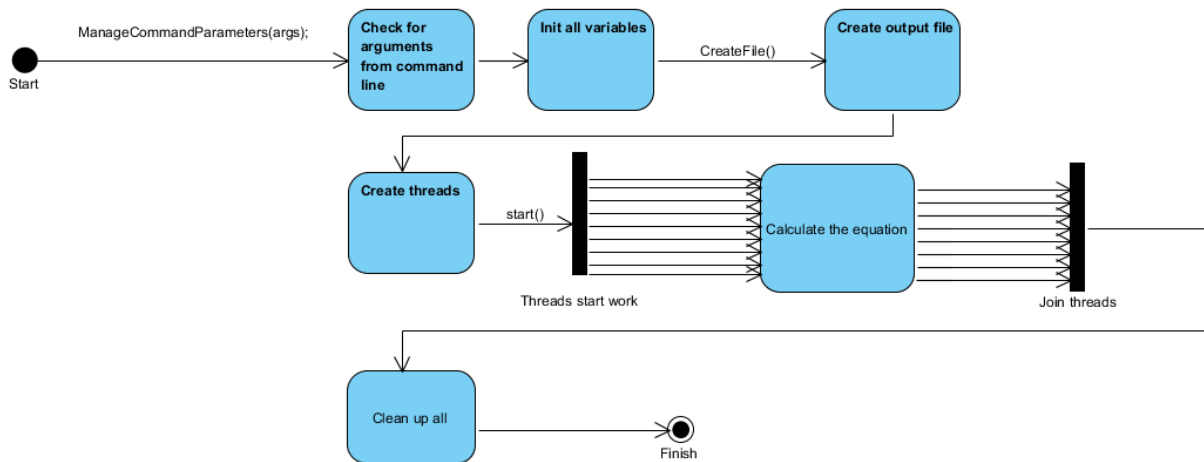 ManageCommandParameters(args);
Start
Check for
arguments
from command
line
Init all variables
CreateFile()
Create output file
Create threads
start()
Threads start work
Calculate the equation
Join threads
Clean up all
Finish